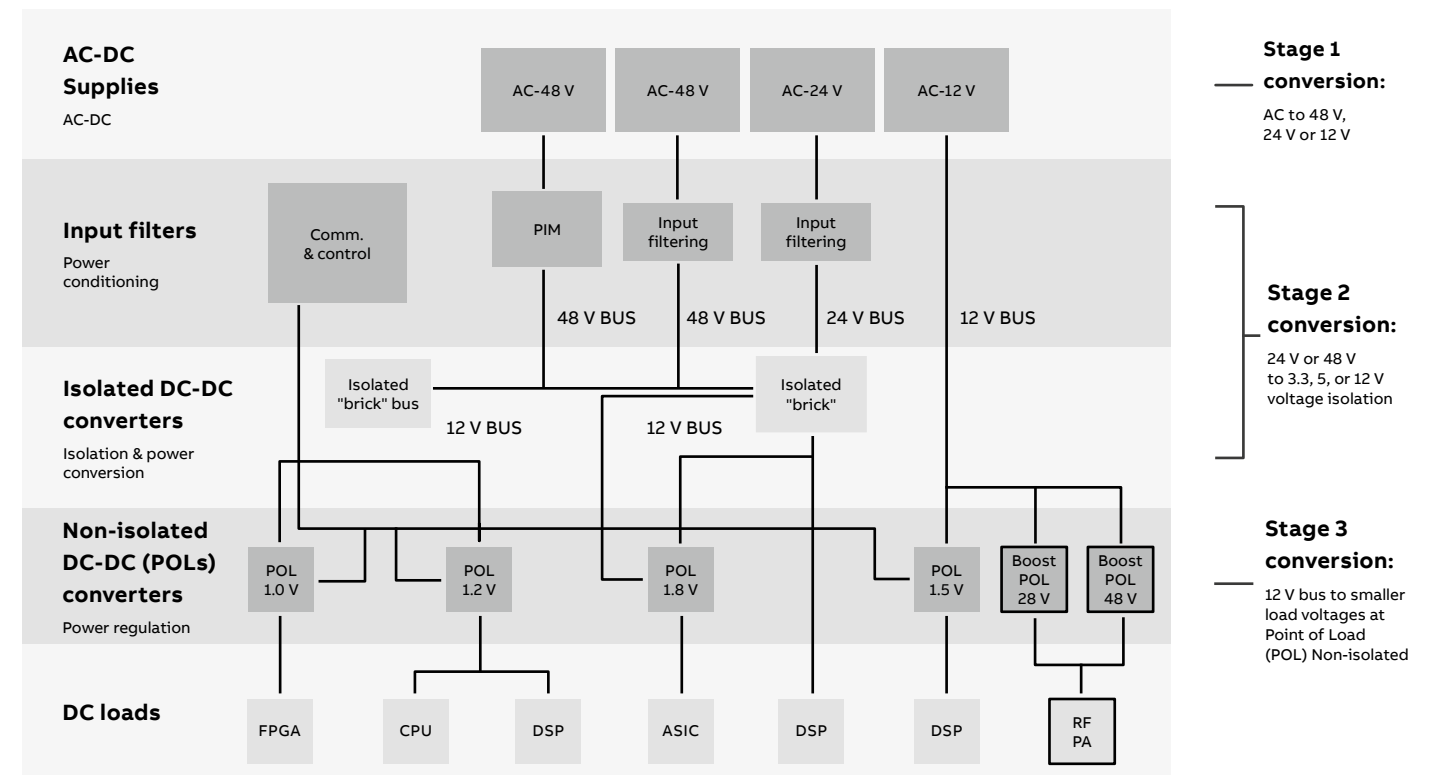 AC-DC
Supplies
AC-DC
AC-48 V
AC-48 V
AC-24 V
AC-12 V
Stage 1
conversion:
AC to 48 V,
24 V or 12 V
Input filters
Power
conditioning
Comm.
& control
PIM
Input
filtering
Input
filtering
48 V BUS
48 V BUS
24 V BUS
12 V BUS
Stage 2
conversion:
24 V or 48 V
to 3.3, 5, or 12 V
voltage isolation
Isolated DC-DC
converters
Isolation & power
conversion
Isolated
"brick" bus
Isolated
"brick"
12 V BUS
12 V BUS
Non-isolated
DC-DC (POLs)
converters
Power regulation
POL
1.0 V
POL
1.2 V
POL
1.8 V
POL
1.5 V
Boost
POL
28 V
Boost
POL
48 V
Stage 3
conversion:
12 V bus to smaller
load voltages at
Point of Load
(POL) Non-isolated
DC loads
FPGA
CPU
DSP
ASIC
DSP
DSP
RF
PA